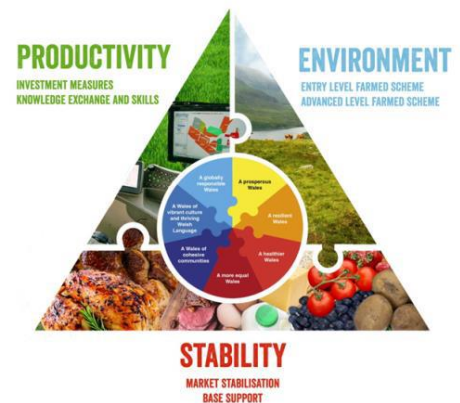 PRODUCTIVITY
INVESTMENT MEASURES
KNOWLEDGE EXCHANGE AND SKILLS
ENVIRONMENT
ENTRY LEVEL FARMED SCHEME
ADVANCED LEVEL FARMED SCHEME
A globally
responsible
Wales
A prosperous
Wales
A Wales of
vibrant culture
and thriving
Welsh
Language
A resilient
Wales
A Wales of
cohesive
communities
A healthier
Wales
A more equal
Wales
STABILITY
MARKET STABILISATION
BASE SUPPORT